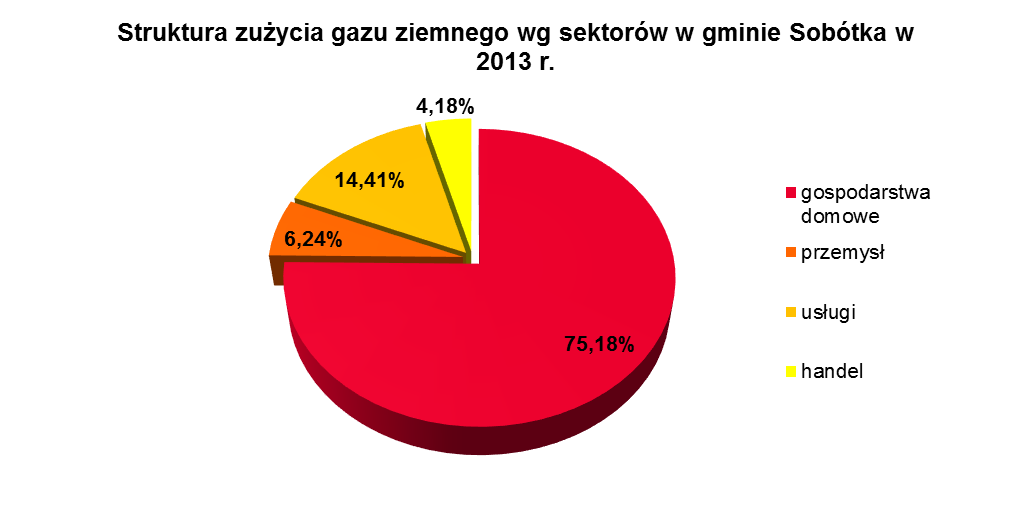 Struktura zużycia gazu ziemnego wg sektorów w gminie Sobótka w
2013 r.
4,18%
14,41%
6,24%
75,18%
gospodarstwa
domowe
przemysł
usługi
handel